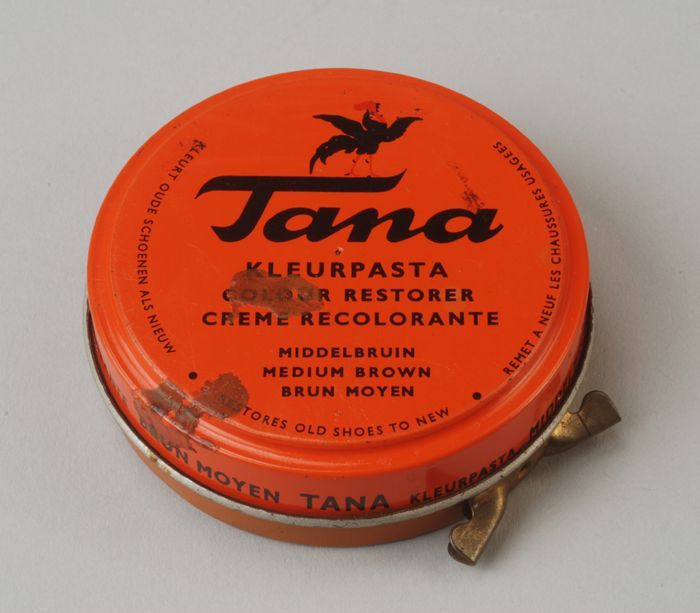 Tana
KLEURPASTA
COLOUR RESTORER
CREME RECOLORANTE
MIDDELBRUIN
MEDIUM BROWN
BRUN MOYEN
KLEURT OUDE SCHOENEN ALS NIEUW
REMET A NEUF LES CHAUSSURES USAGEES
OLD SHOES TO NEW
BRUN MOYEN TANA KLEURPASTA